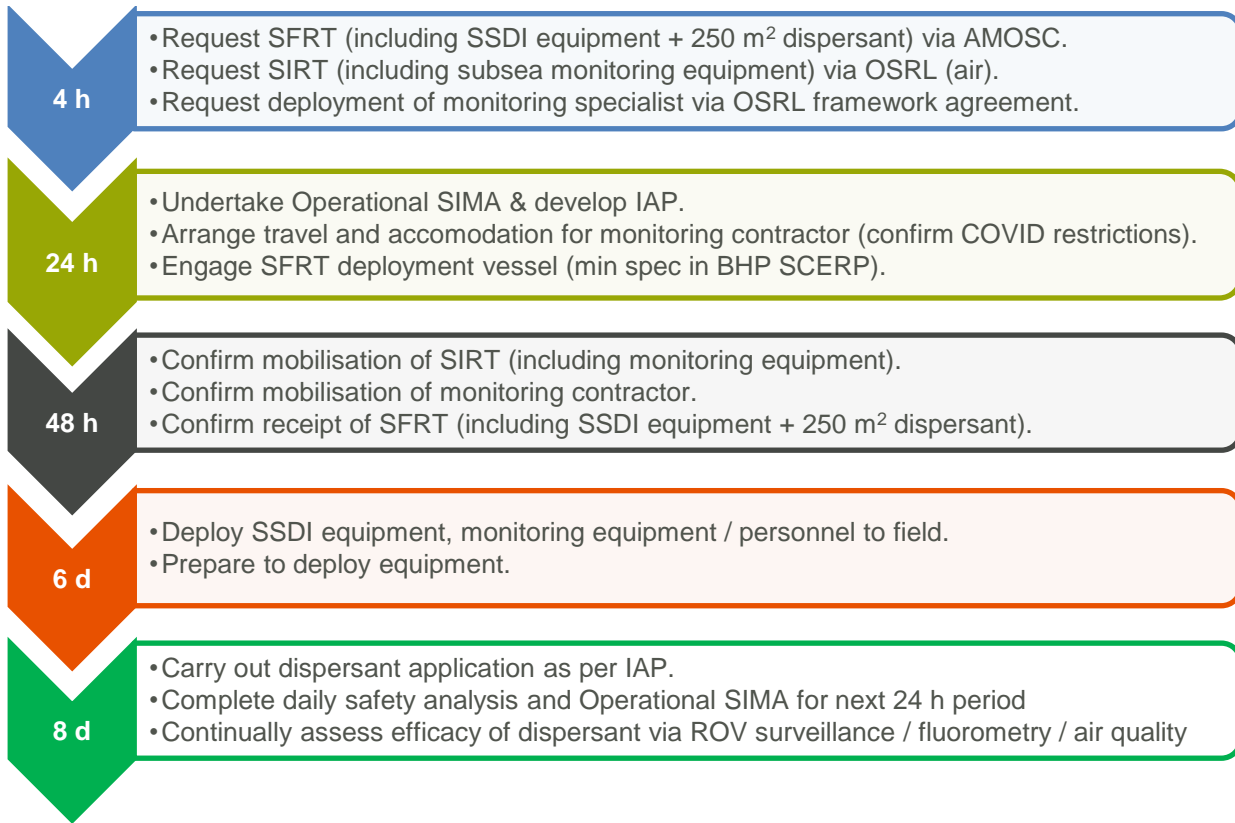 4 h
•Request SFRT (including SSDI equipment + 250 m² dispersant) via AMOSC.
•Request SIRT (including subsea monitoring equipment) via OSRL (air).
•Request deployment of monitoring specialist via OSRL framework agreement.
24 h
•Undertake Operational SIMA & develop IAP.
•Arrange travel and accomodation for monitoring contractor (confirm COVID restrictions).
•Engage SFRT deployment vessel (min spec in BHP SCERP).
48 h
•Confirm mobilisation of SIRT (including monitoring equipment).
•Confirm mobilisation of monitoring contractor.
•Confirm receipt of SFRT (including SSDI equipment + 250 m² dispersant).
6 d
•Deploy SSDI equipment, monitoring equipment / personnel to field.
•Prepare to deploy equipment.
8 d
•Carry out dispersant application as per IAP.
•Complete daily safety analysis and Operational SIMA for next 24 h period
•Continually assess efficacy of dispersant via ROV surveillance / fluorometry / air quality